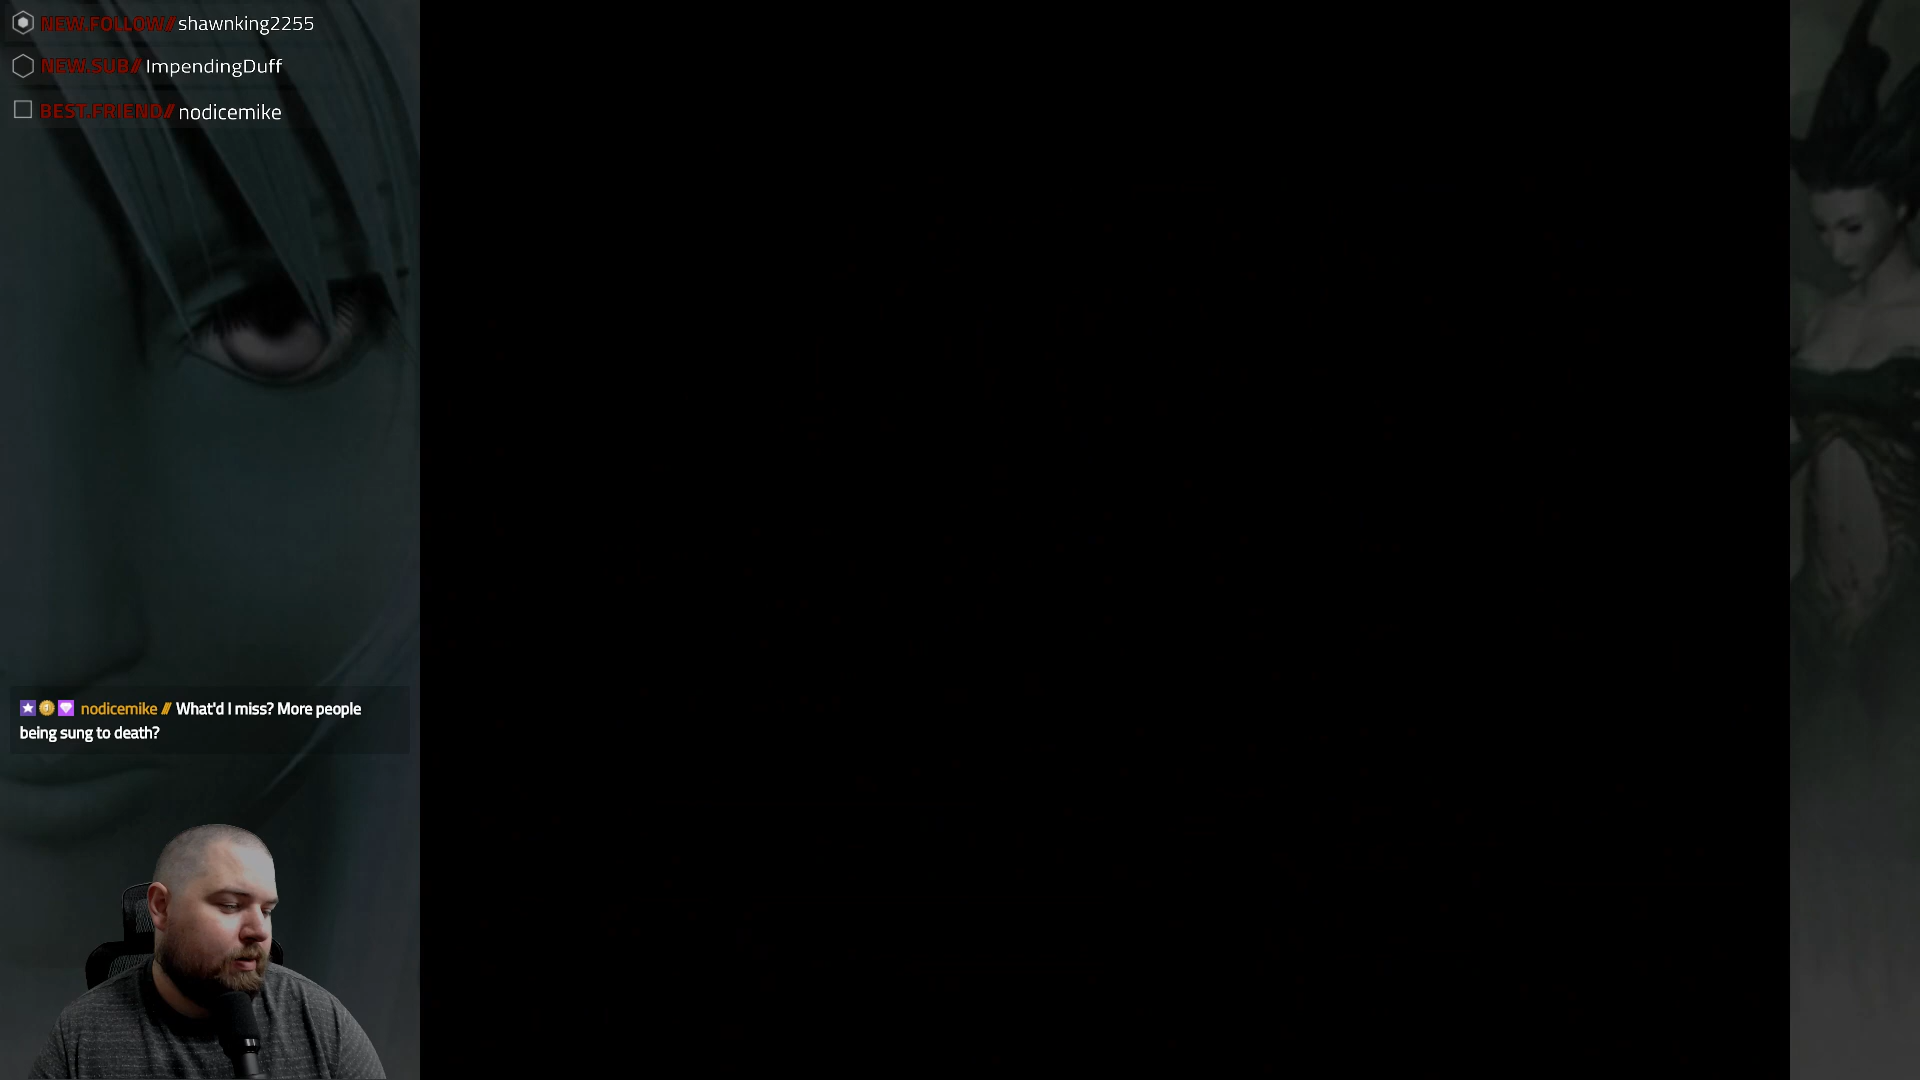 NEW.FOLLOW// shawnking2255
NEW.SUB// ImpendingDuff
BEST.FRIEND// nodicemike
nodicemike // What'd I miss? More people
being sung to death?